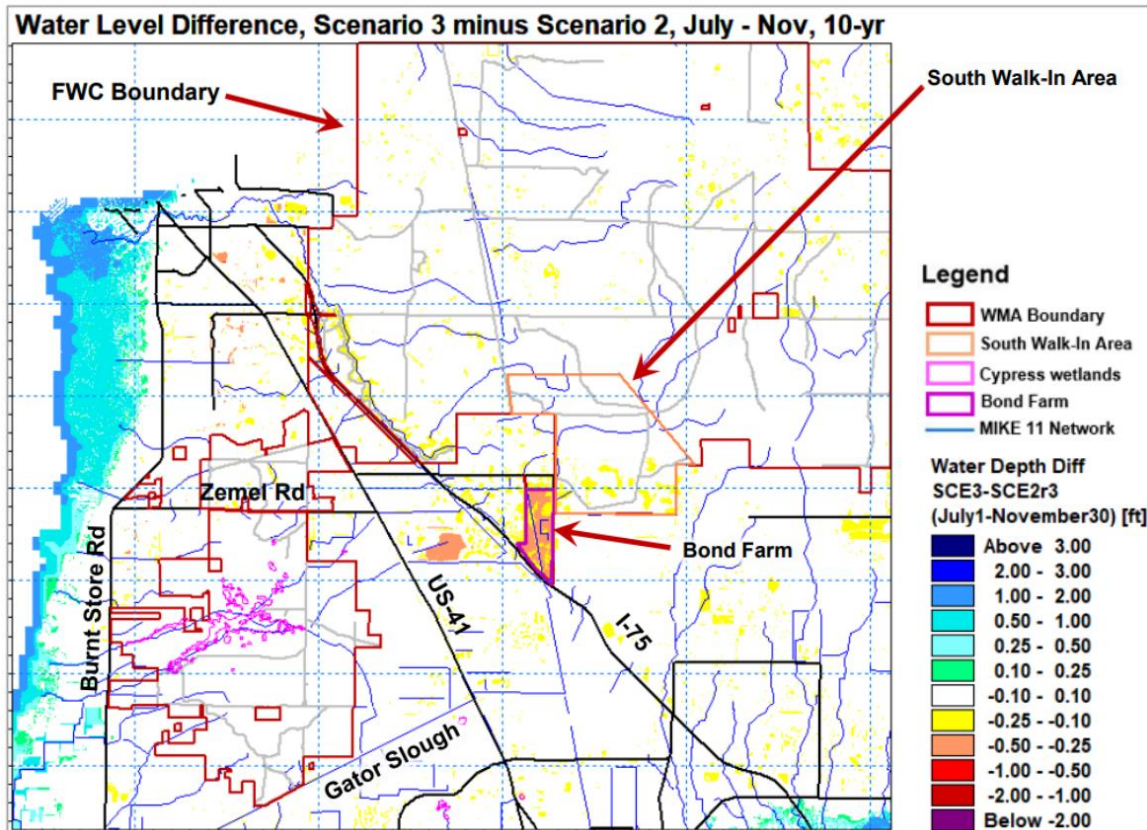 Water Level Difference, Scenario 3 minus Scenario 2, July - Nov, 10-yr
FWC Boundary
South Walk-In Area
Zemel Rd
Burnt Store Rd
US-41
I-75
Bond Farm
Gator Slough
Legend
WMA Boundary
South Walk-In Area
Cypress wetlands
Bond Farm
MIKE 11 Network
Water Depth Diff
SCE3-SCE2r3
(July1-November30) [ft]
Above 3.00
2.00 - 3.00
1.00 - 2.00
0.50 - 1.00
0.25 - 0.50
0.10 - 0.25
-0.10 - 0.10
-0.25 - -0.10
-0.50 - -0.25
-1.00 - -0.50
-2.00 - -1.00
Below -2.00